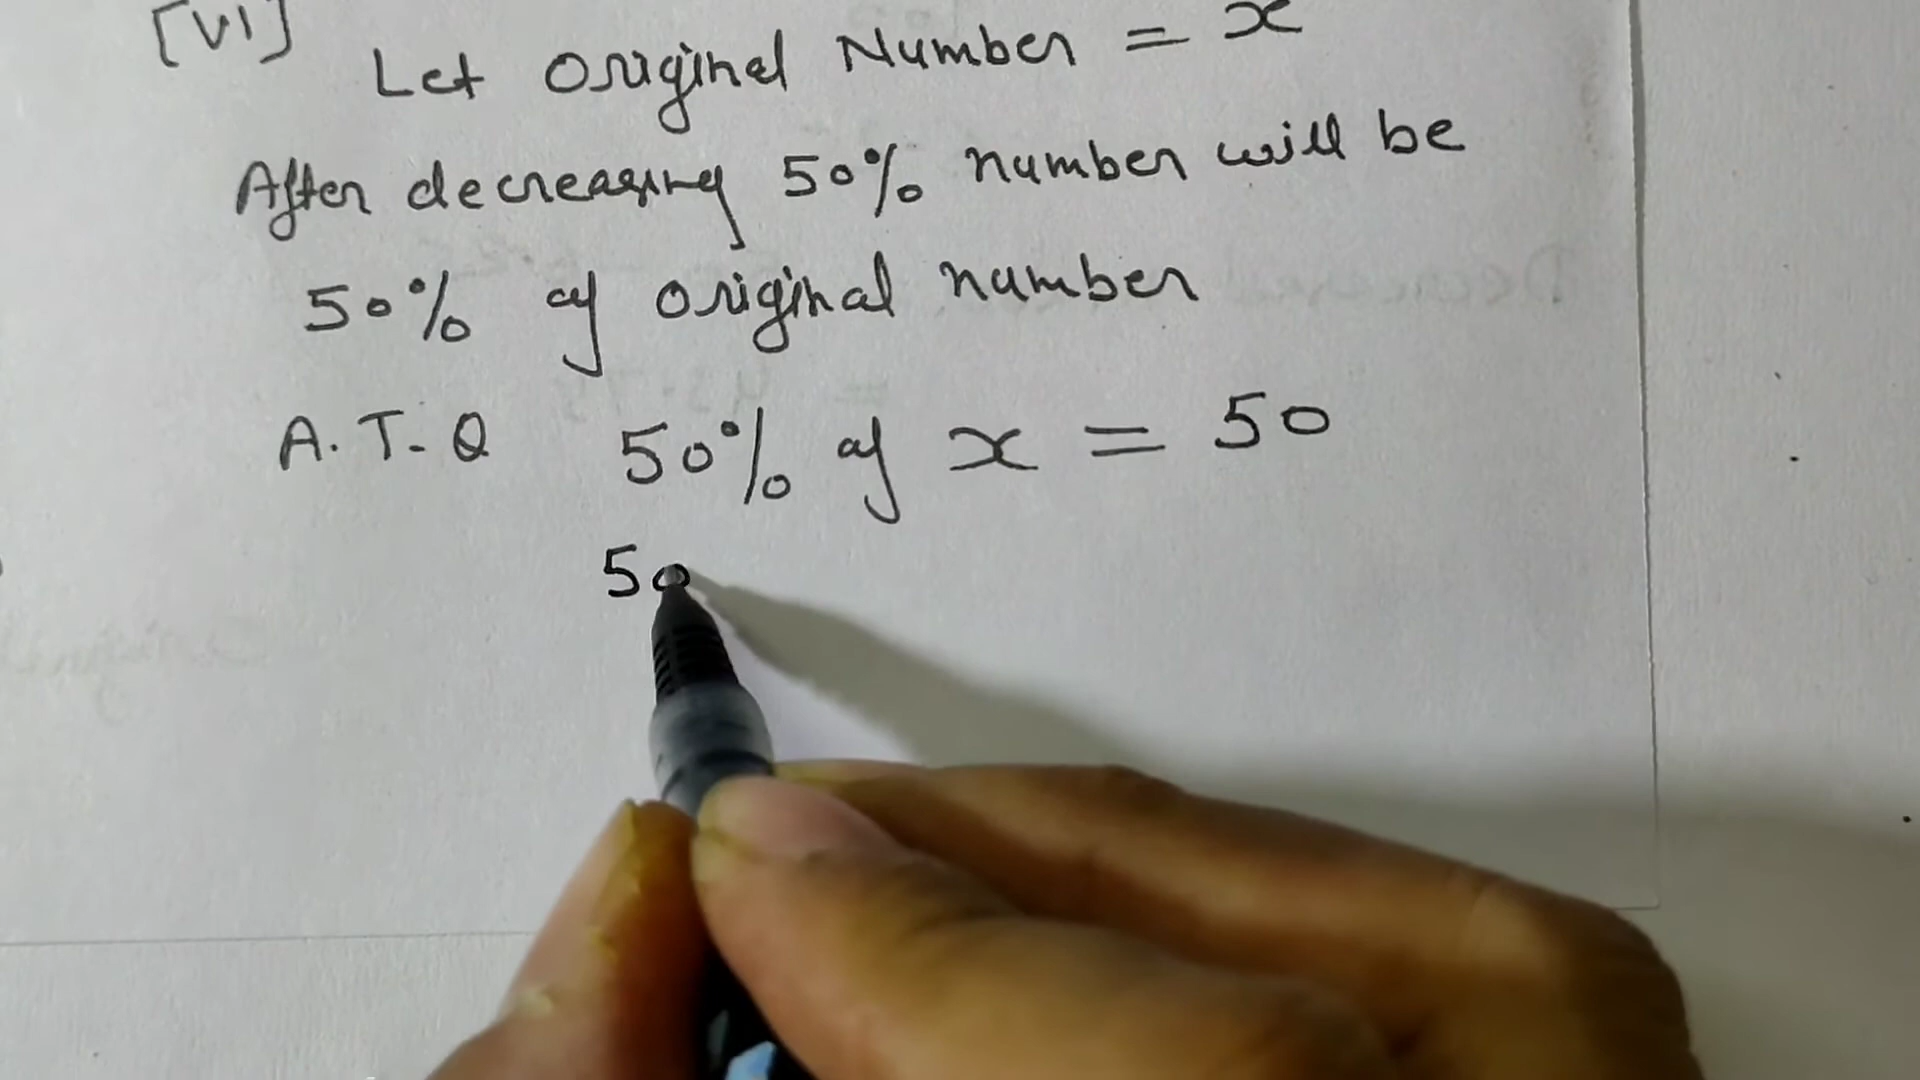 [VI]
Let Original Number = x
After decreasing 50% number will be
50% of original number
A.T.Q 50% of x = 50
50